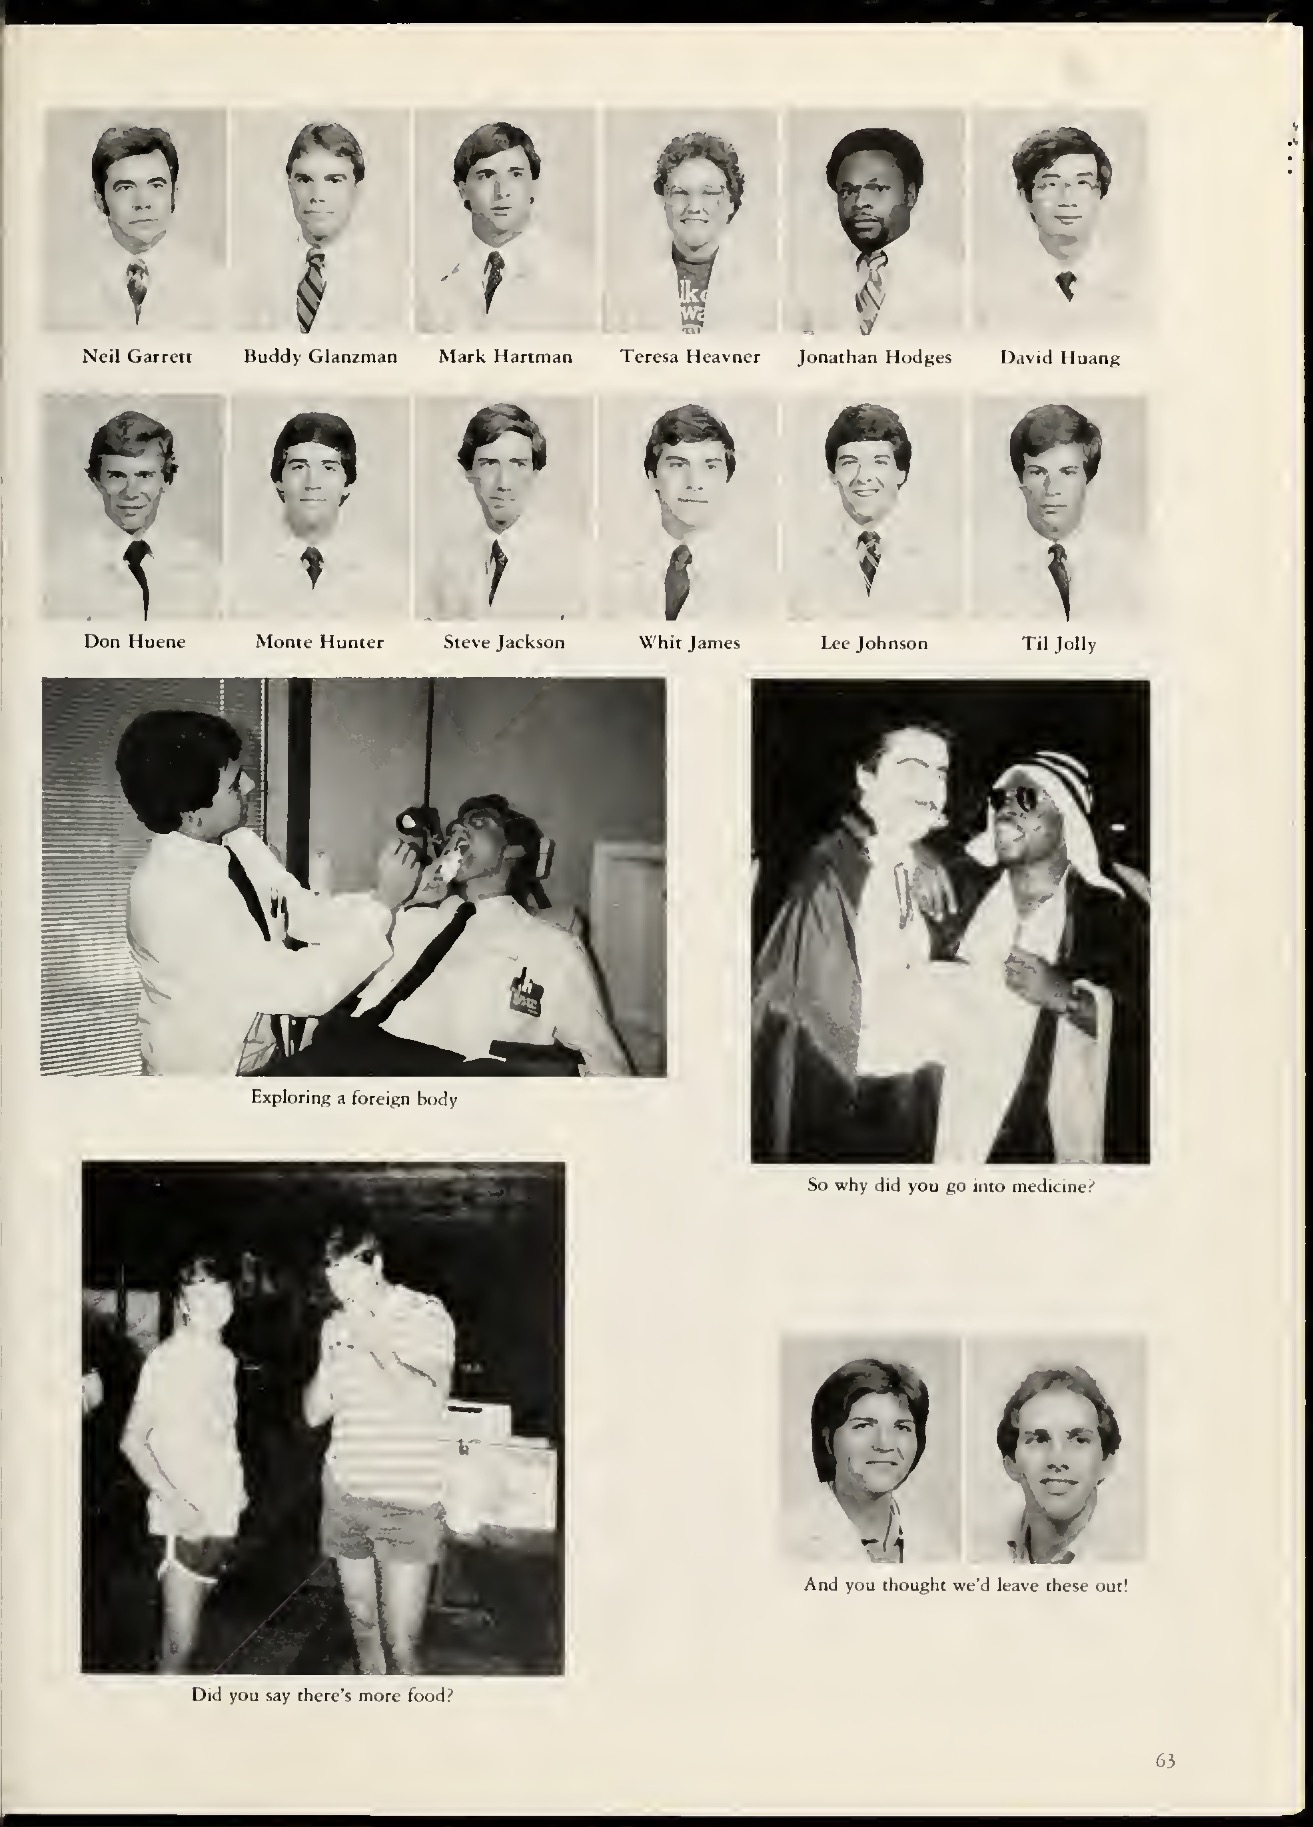 Neil Garrett Buddy Glanzman Mark Hartman Teresa Heavner Jonathan Hodges David Huang
Don Huene Monte Hunter Steve Jackson Whit James Lee Johnson Til Jolly
Exploring a foreign body
So why did you go into medicine?
And you thought we'd leave these out!
Did you say there's more food?
63